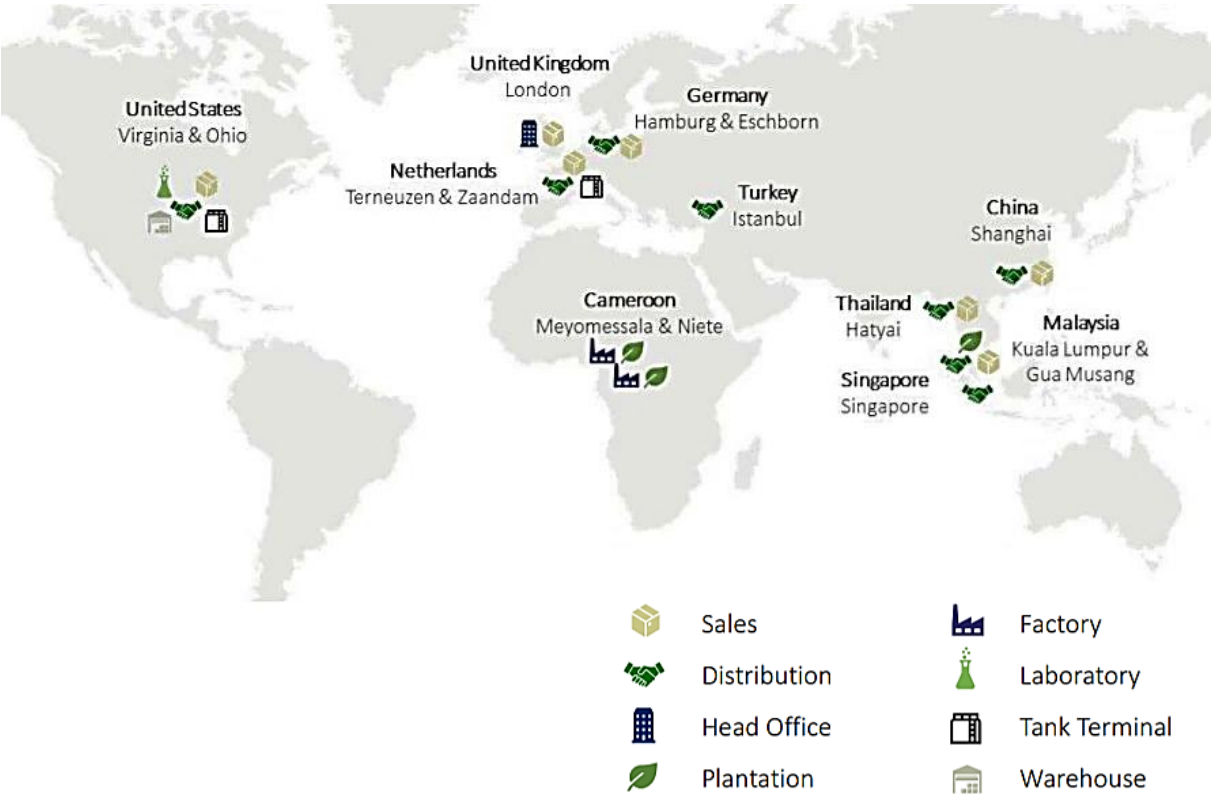 United States
Virginia & Ohio
United Kingdom
London
Germany
Hamburg & Eschborn
Netherlands
Terneuzen & Zaandam
Turkey
Istanbul
China
Shanghai
Cameroon
Meyomessala & Niete
Thailand
Hatyai
Malaysia
Kuala Lumpur &
Gua Musang
Singapore
Singapore
Sales
Factory
Distribution
Laboratory
Head Office
Tank Terminal
Plantation
Warehouse